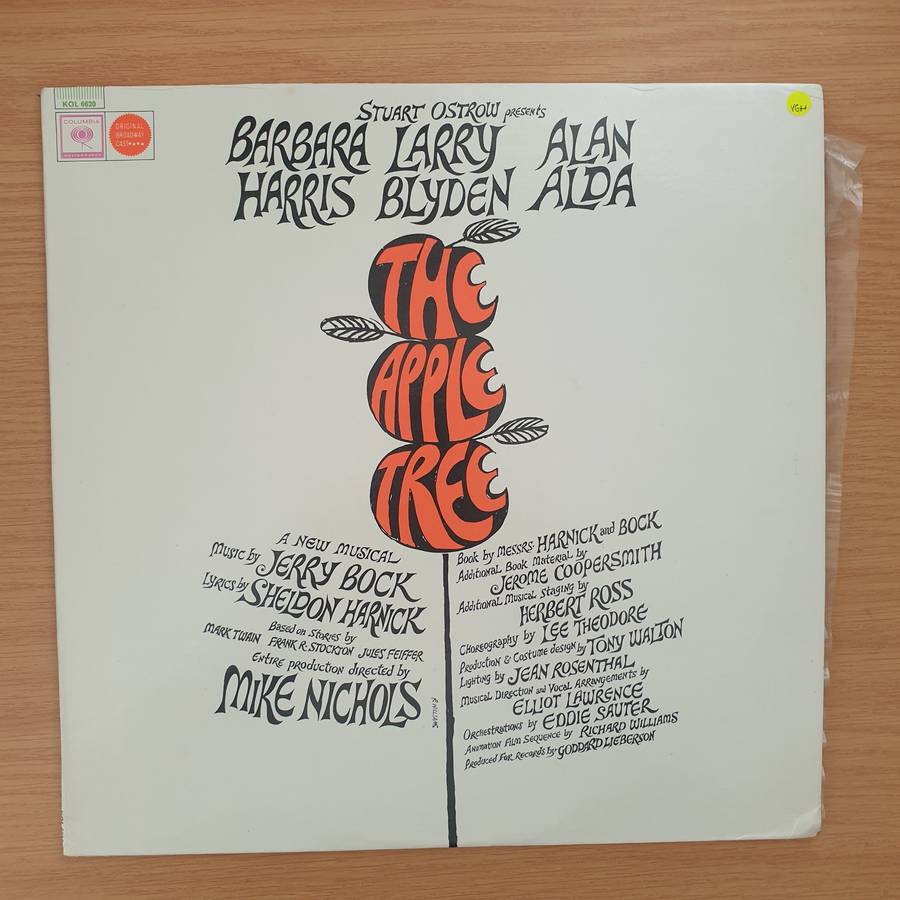 KOL 6620
COLUMBIA
MASTERWORKS
ORIGINAL
BROADWAY
CAST
VG+
STUART OSTROW presents
BARBARA HARRIS
LARRY BLYDEN
ALAN ALDA
THE
APPLE
TREE
A NEW MUSICAL
Music by JERRY BOCK
Lyrics by SHELDON HARNICK
Based on Stories by
MARK TWAIN FRANK R. STOCKTON JULES FEIFFER
Entire production directed by
MIKE NICHOLS
Book by MESSRS. HARNICK and BOCK
Additional Book Material by
JEROME COOPERSMITH
Additional Musical Staging by
HERBERT ROSS
Choreography by LEE THEODORE
Production & Costume design by TONY WALTON
Lighting by JEAN ROSENTHAL
Musical Direction and Vocal Arrangements by
ELLIOT LAWRENCE
Orchestrations by EDDIE SAUTER
Animation Film Sequence by RICHARD WILLIAMS
Produced For Records by GODDARD LIEBERSON